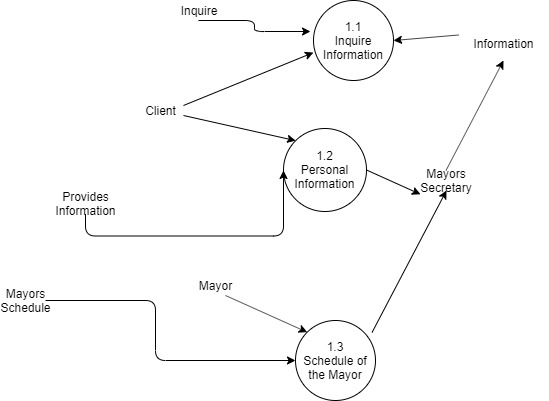 Inquire
1.1
Inquire
Information
Information
Client
1.2
Personal
Information
Mayors
Secretary
Provides
Information
Mayors
Schedule
Mayor
1.3
Schedule of
the Mayor